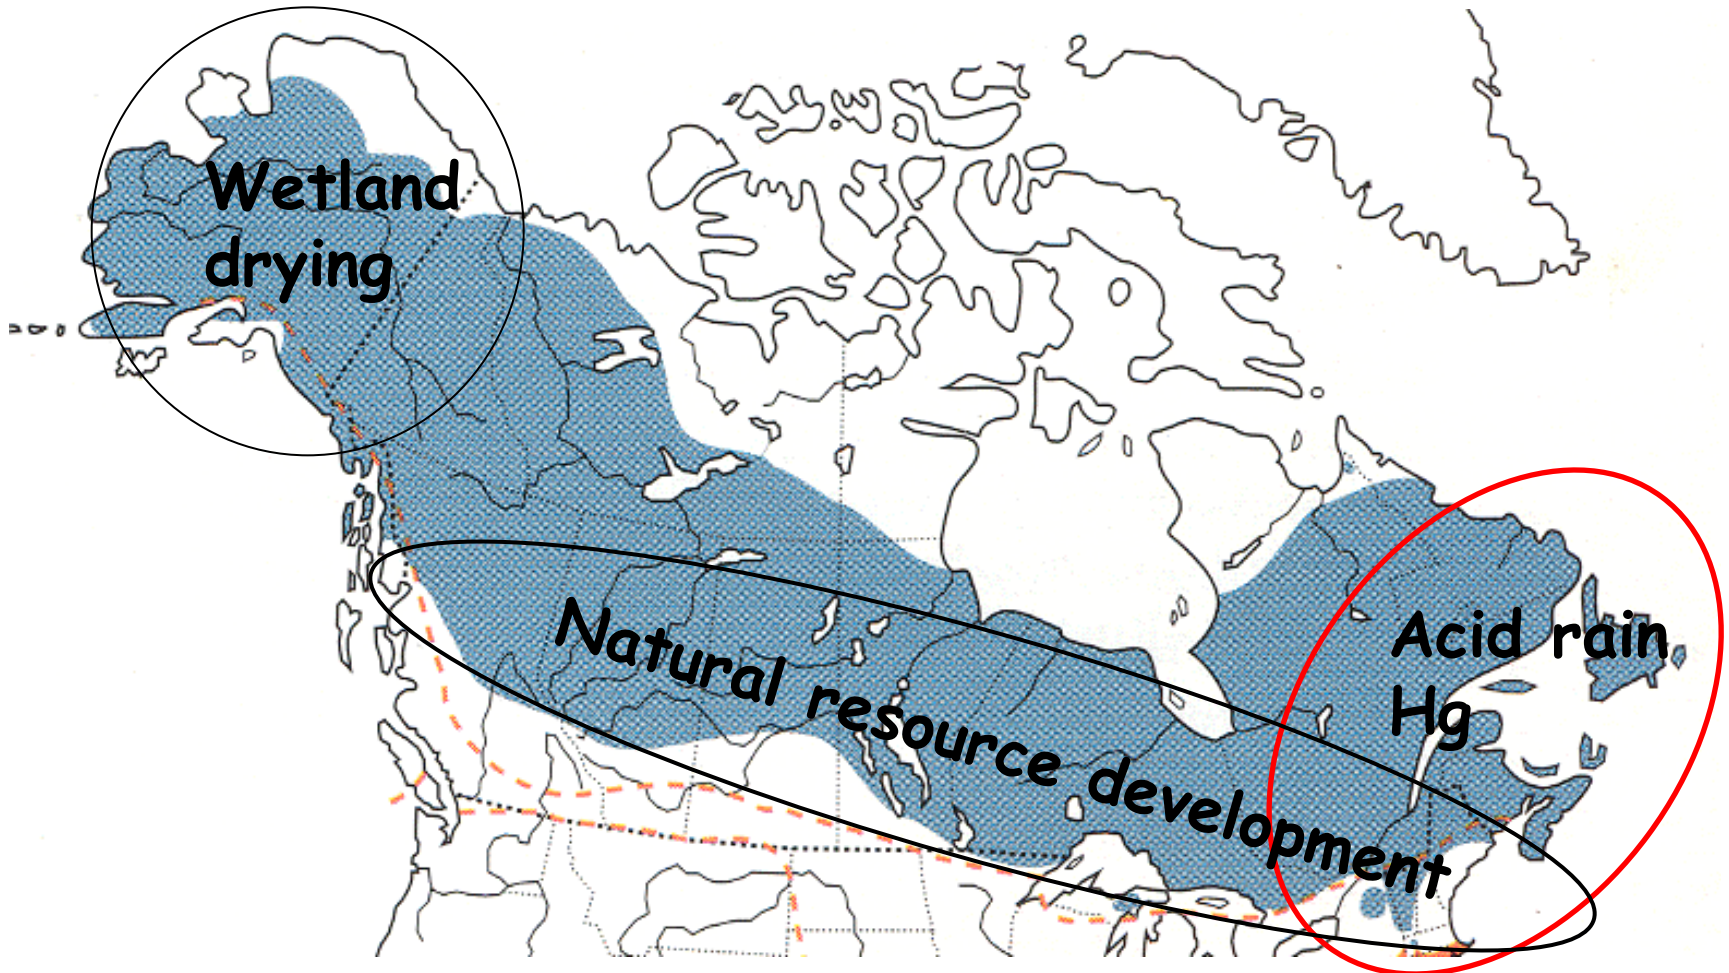 Wetland
drying
Natural resource development
Acid rain
Hg